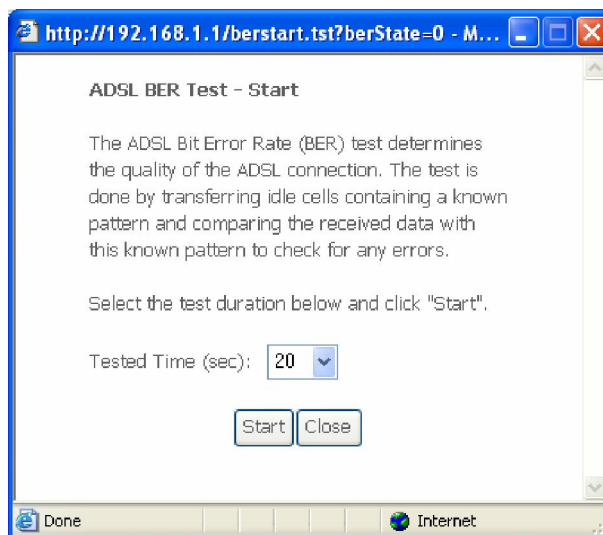 http://192.168.1.1/berstart.tst?berState=0 - M...
ADSL BER Test - Start
The ADSL Bit Error Rate (BER) test determines
the quality of the ADSL connection. The test is
done by transferring idle cells containing a known
pattern and comparing the received data with
this known pattern to check for any errors.
Select the test duration below and click "Start".
Tested Time (sec): 20
Start Close
Done Internet